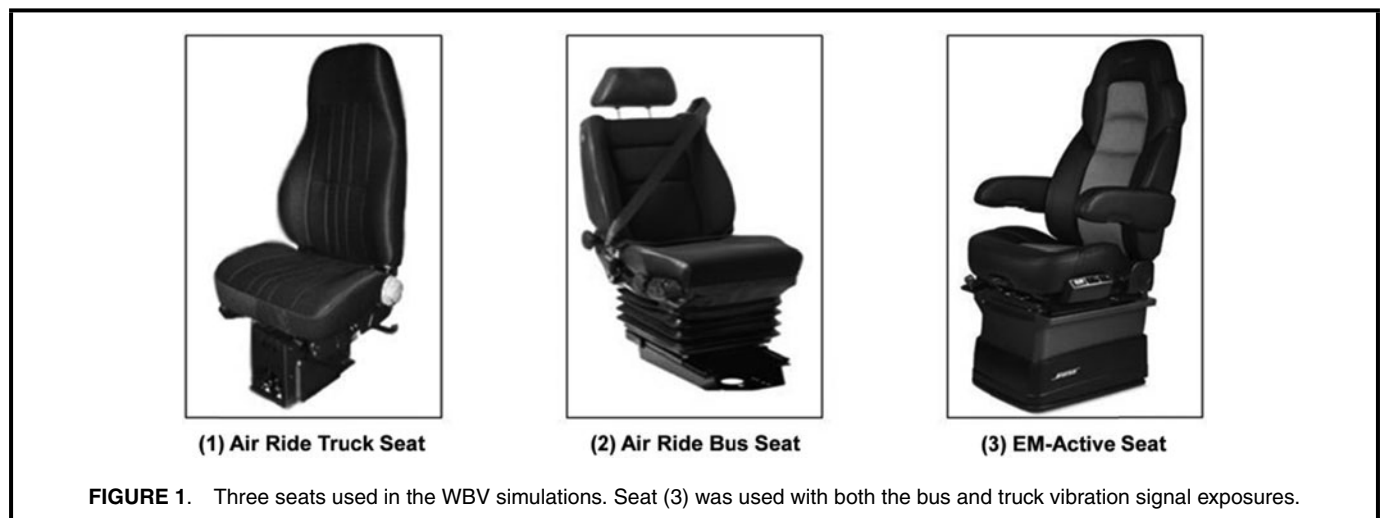 BOSE
(1) Air Ride Truck Seat
(2) Air Ride Bus Seat
(3) EM-Active Seat
FIGURE 1. Three seats used in the WBV simulations. Seat (3) was used with both the bus and truck vibration signal exposures.